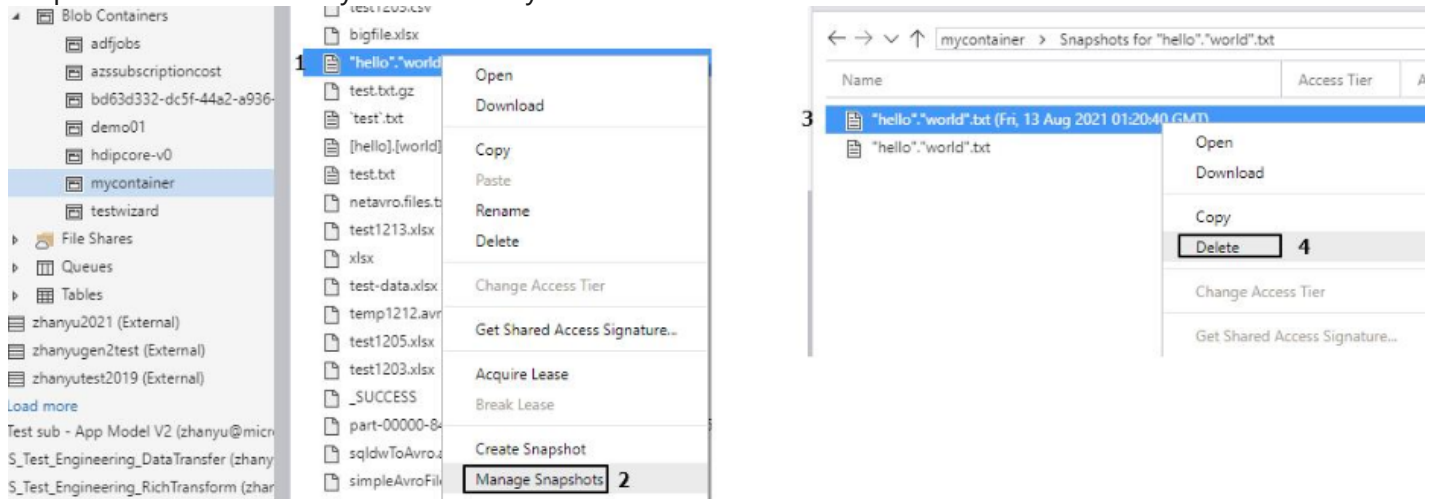 Blob Containers
adfjobs
azssubscriptioncost
bd63d332-dc5f-44a2-a936-
demo01
hdipcore-v0
mycontainer
testwizard
File Shares
Queues
Tables
zhanyu2021 (External)
zhanyugen2test (External)
zhanyutest2019 (External)
Load more
Test sub - App Model V2 (zhanyu@micr
S_Test_Engineering_DataTransfer (zhany
S_Test_Engineering_RichTransform (zhar
test1205.csv
bigfile.xlsx
1 "hello"."world
test.txt.gz
`test`.txt
[hello].[world]
test.txt
netavro.files.t
test1213.xlsx
xlsx
test-data.xlsx
temp1212.avr
test1205.xlsx
test1203.xlsx
_SUCCESS
part-00000-84
sqldwToAvro.a
simpleAvroFil
Open
Download
Copy
Paste
Rename
Delete
Change Access Tier
Get Shared Access Signature...
Acquire Lease
Break Lease
Create Snapshot
Manage Snapshots 2
mycontainer > Snapshots for "hello"."world".txt
Name Access Tier A
3 "hello"."world".txt (Fri, 13 Aug 2021 01:20:40 GMT)
"hello"."world".txt
Open
Download
Copy
Delete 4
Change Access Tier
Get Shared Access Signature...